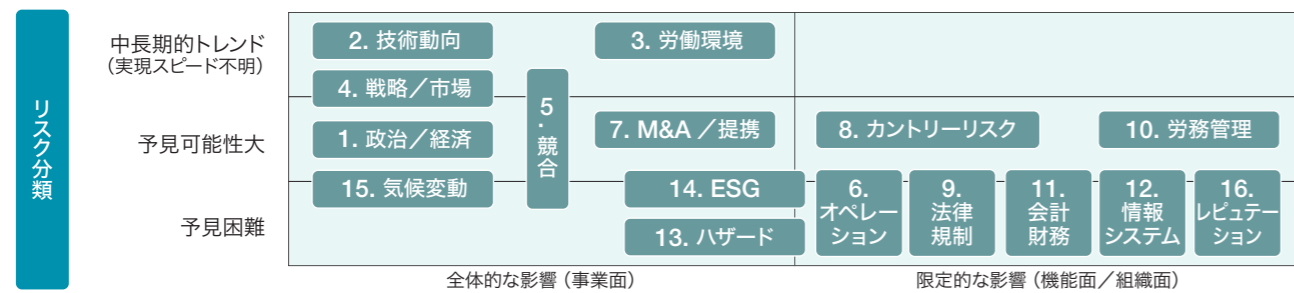 リスク分類
中長期的トレンド
（実現スピード不明）
2. 技術動向
3. 労働環境
4. 戦略／市場
5.競合
予見可能性大
1. 政治／経済
7. M&A ／提携
8. カントリーリスク
10. 労務管理
15. 気候変動
14. ESG
予見困難
13. ハザード
6.
オペレー
ション
9.
法律
規制
11.
会計
財務
12.
情報
システム
16.
レピュテー
ション
全体的な影響（事業面）
限定的な影響（機能面／組織面）